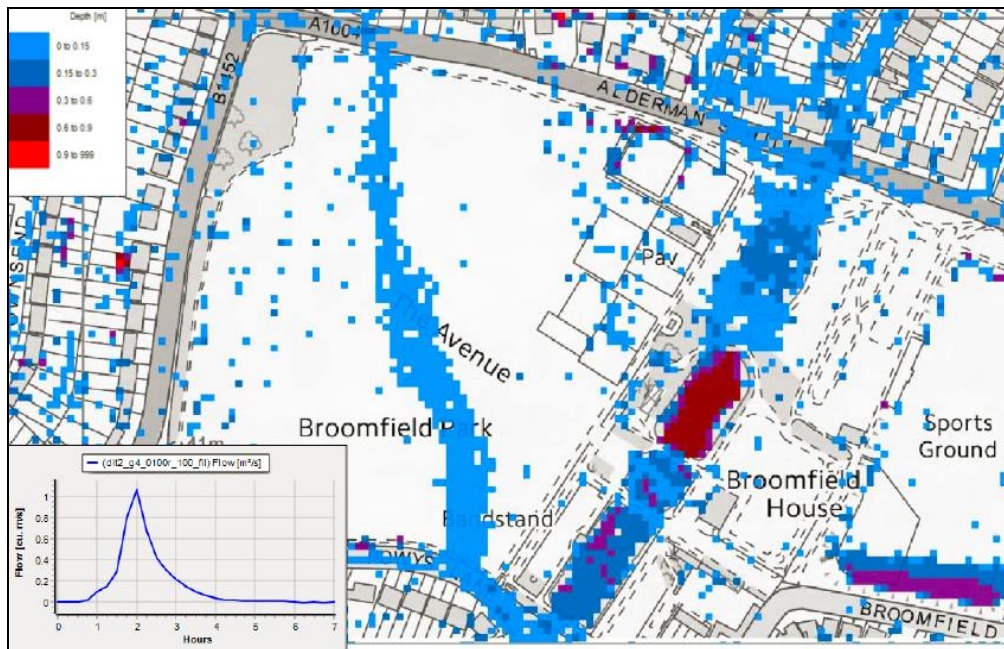 Depth [m]
0 to 0.15
0.15 to 0.3
0.3 to 0.6
0.6 to 0.9
0.9 to 999
A1004
B1152
ALDERMAN
Pav
The Avenue
Broomfield Park
Sports
Ground
Broomfield
House
Bandstand
41m
BROOMFIELD
(dlt2_g4_0100r_100_fil) Flow [m³/s]
Flow [cu. m/s]
1
0.8
0.6
0.4
0.2
0
0 1 2 3 4 5 6 7
Hours